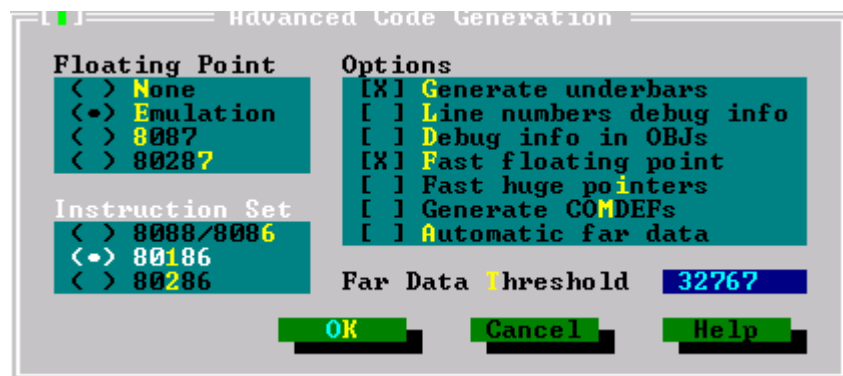 [■] Advanced Code Generation
Floating Point
( ) None
(•) Emulation
( ) 8087
( ) 80287
Instruction Set
( ) 8088/8086
(•) 80186
( ) 80286
Options
[X] Generate underbars
[ ] Line numbers debug info
[ ] Debug info in OBJs
[X] Fast floating point
[ ] Fast huge pointers
[ ] Generate COMDEFs
[ ] Automatic far data
Far Data Threshold 32767
OK Cancel Help